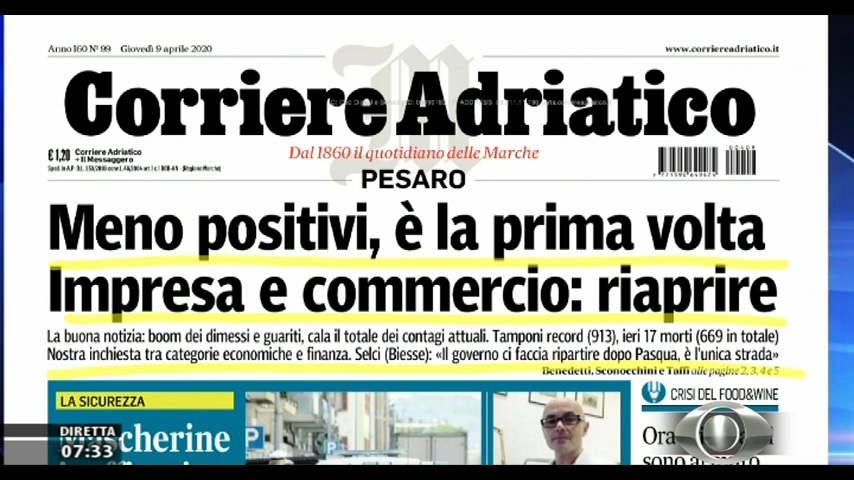 Anno 160 N° 99 Giovedì 9 aprile 2020
www.corriereadriatico.it
Corriere Adriatico
€ 1,20 Corriere Adriatico
+ Il Messaggero
Dal 1860 il quotidiano delle Marche
PESARO
Meno positivi, è la prima volta
Impresa e commercio: riaprire
La buona notizia: boom dei dimessi e guariti, cala il totale dei contagi attuali. Tamponi record (913), ieri 17 morti (669 in totale)
Nostra inchiesta tra categorie economiche e finanza. Selci (Biesse): «Il governo ci faccia ripartire dopo Pasqua, è l'unica strada»
Benedetti, Sconocchini e Taffi alle pagine 2, 3, 4 e 5
LA SICUREZZA
CRISI DEL FOOD&WINE
DIRETTA
07:33